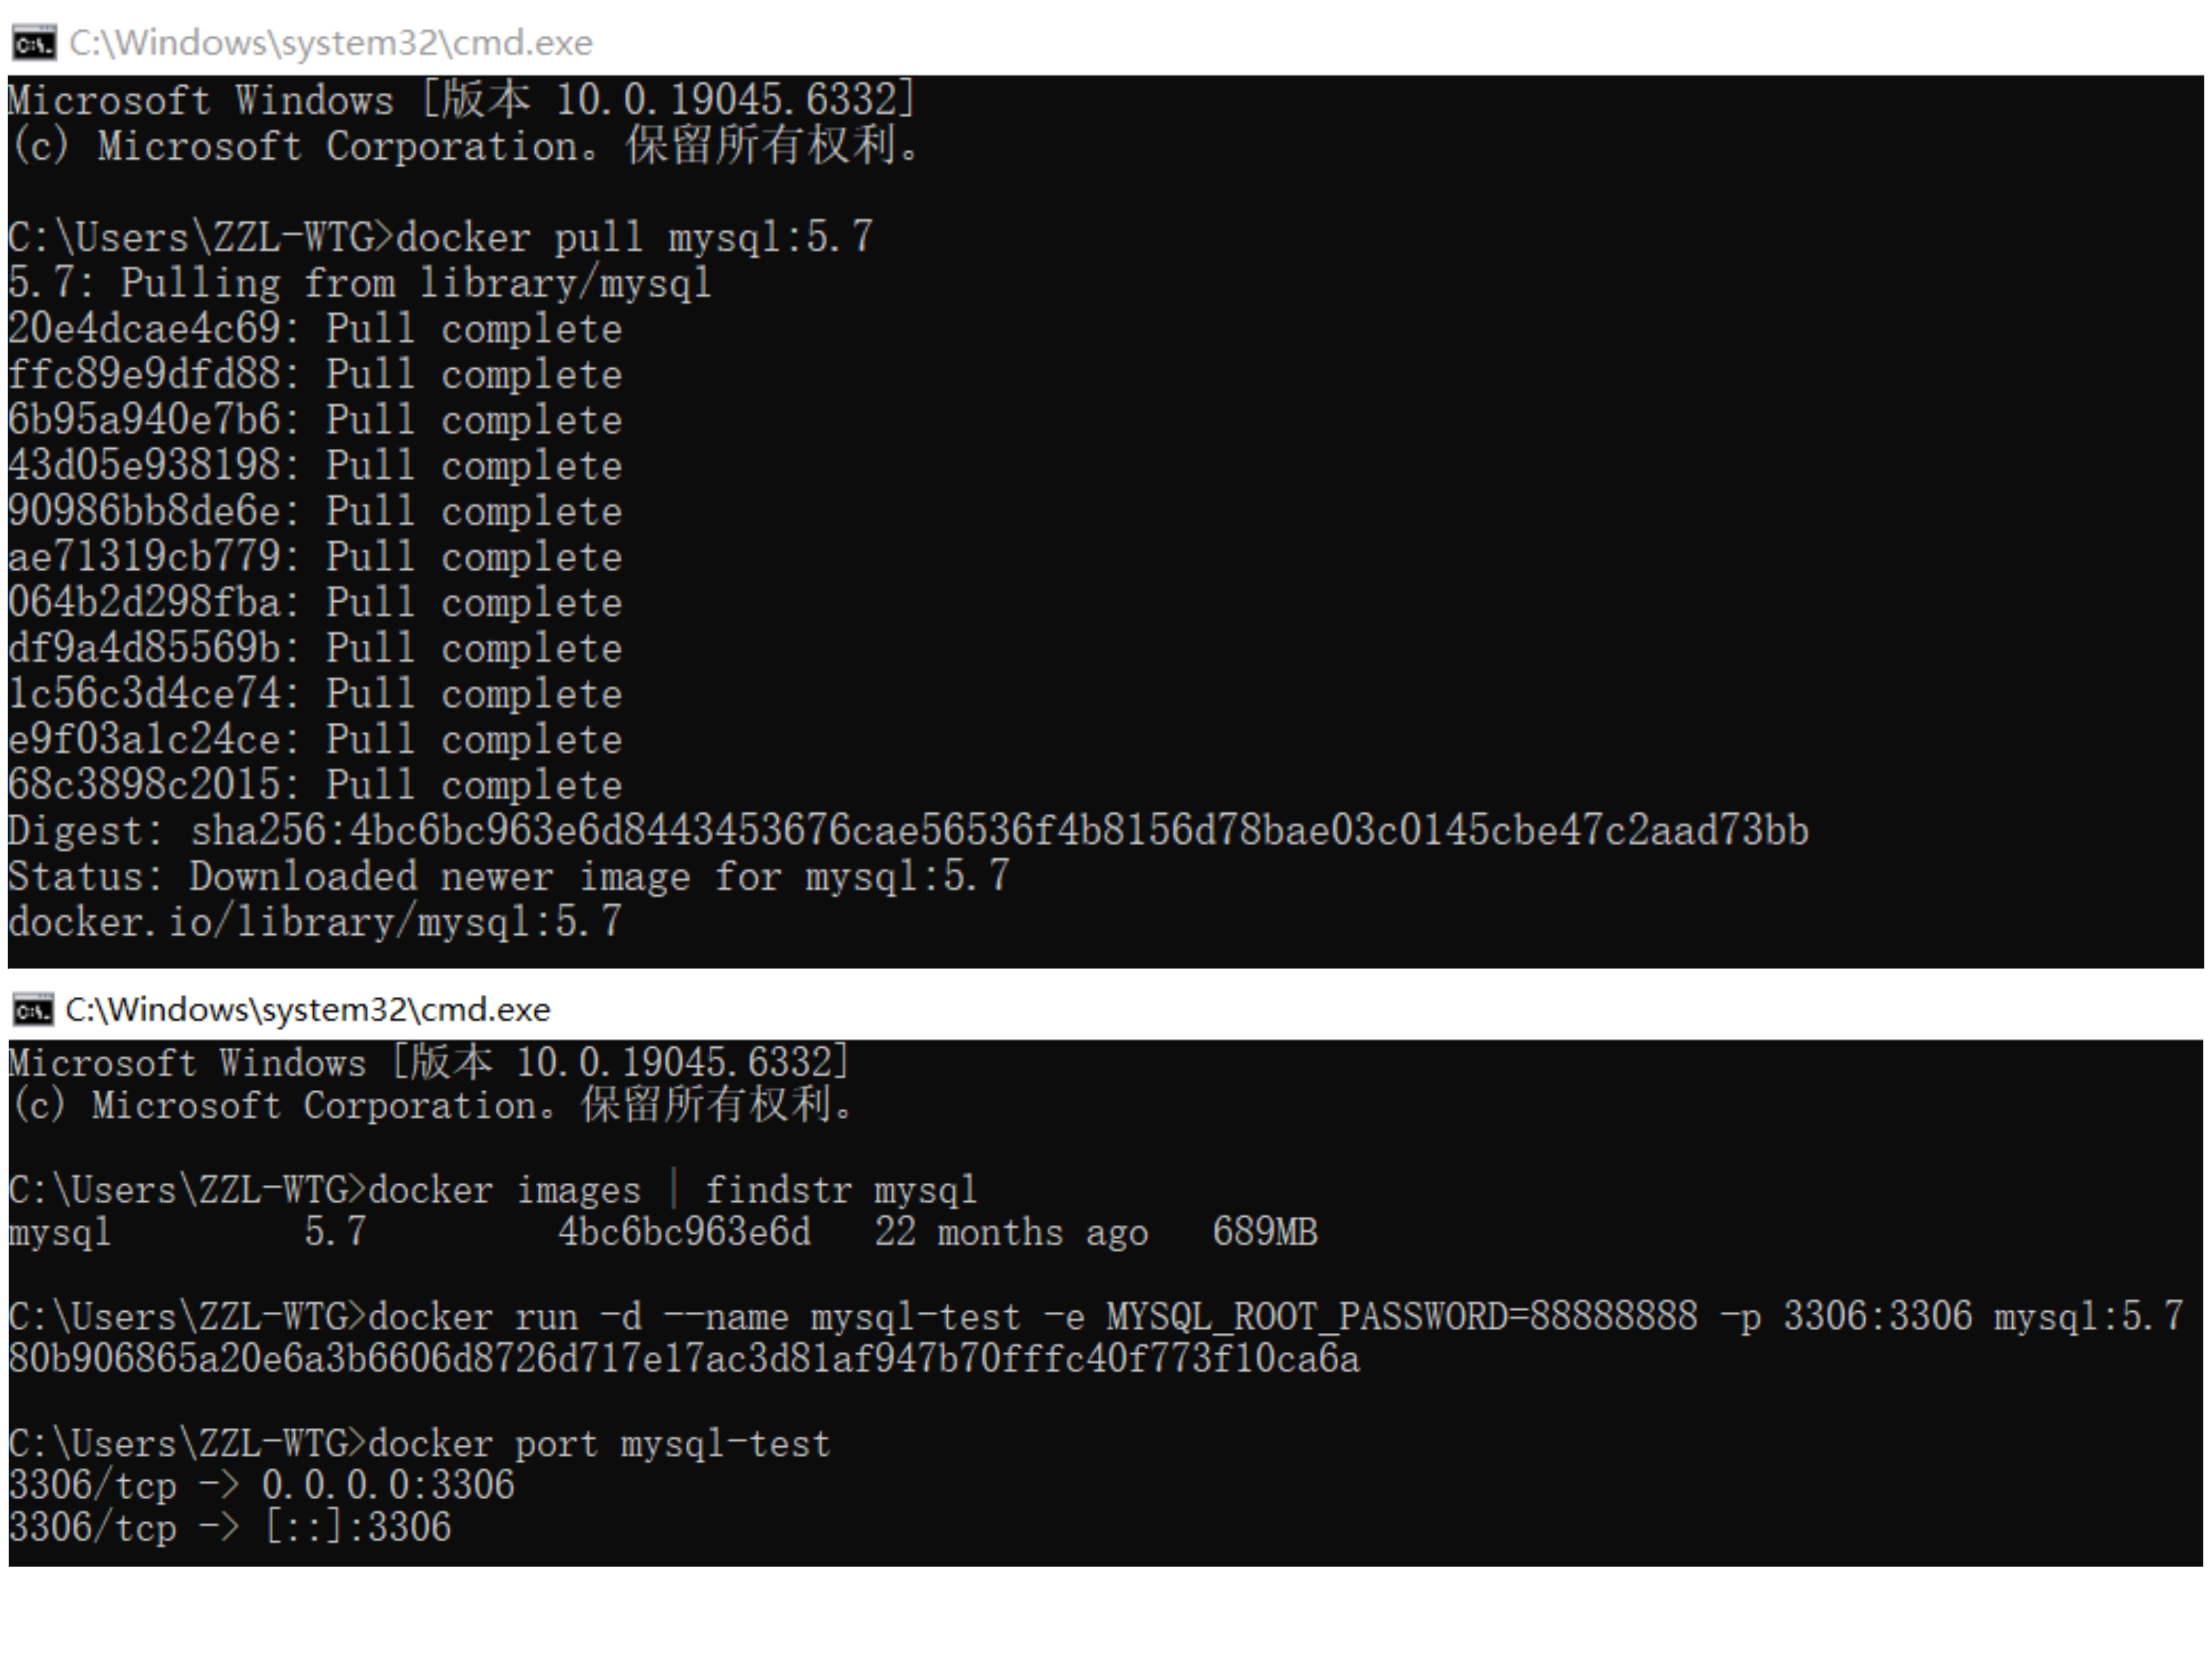 C:\Windows\system32\cmd.exe
Microsoft Windows [版本 10.0.19045.6332]
(c) Microsoft Corporation。保留所有权利。
C:\Users\ZZL-WTG>docker pull mysql:5.7
5.7: Pulling from library/mysql
20e4dcae4c69: Pull complete
ffc89e9dfd88: Pull complete
6b95a940e7b6: Pull complete
43d05e938198: Pull complete
90986bb8de6e: Pull complete
ae71319cb779: Pull complete
064b2d298fba: Pull complete
df9a4d85569b: Pull complete
1c56c3d4ce74: Pull complete
e9f03a1c24ce: Pull complete
68c3898c2015: Pull complete
Digest: sha256:4bc6bc963e6d8443453676cae56536f4b8156d78bae03c0145cbe47c2aad73bb
Status: Downloaded newer image for mysql:5.7
docker.io/library/mysql:5.7
C:\Windows\system32\cmd.exe
Microsoft Windows [版本 10.0.19045.6332]
(c) Microsoft Corporation。保留所有权利。
C:\Users\ZZL-WTG>docker images | findstr mysql
mysql 5.7 4bc6bc963e6d 22 months ago 689MB
C:\Users\ZZL-WTG>docker run -d --name mysql-test -e MYSQL_ROOT_PASSWORD=88888888 -p 3306:3306 mysql:5.7
80b906865a20e6a3b6606d8726d717e17ac3d81af947b70fffc40f773f10ca6a
C:\Users\ZZL-WTG>docker port mysql-test
3306/tcp -> 0.0.0.0:3306
3306/tcp -> [::]:3306